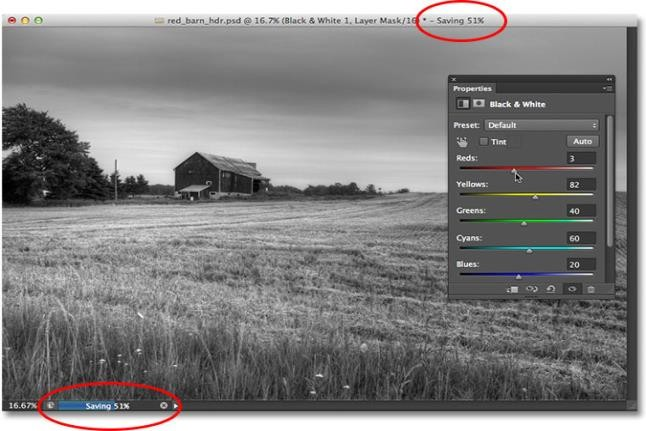 red_barn_hdr.psd @ 16.7% (Black & White 1, Layer Mask/16) * - Saving 51%
Properties
Black & White
Preset: Default
Tint Auto
Reds: 3
Yellows: 82
Greens: 40
Cyans: 60
Blues: 20
16.67% Saving 51%